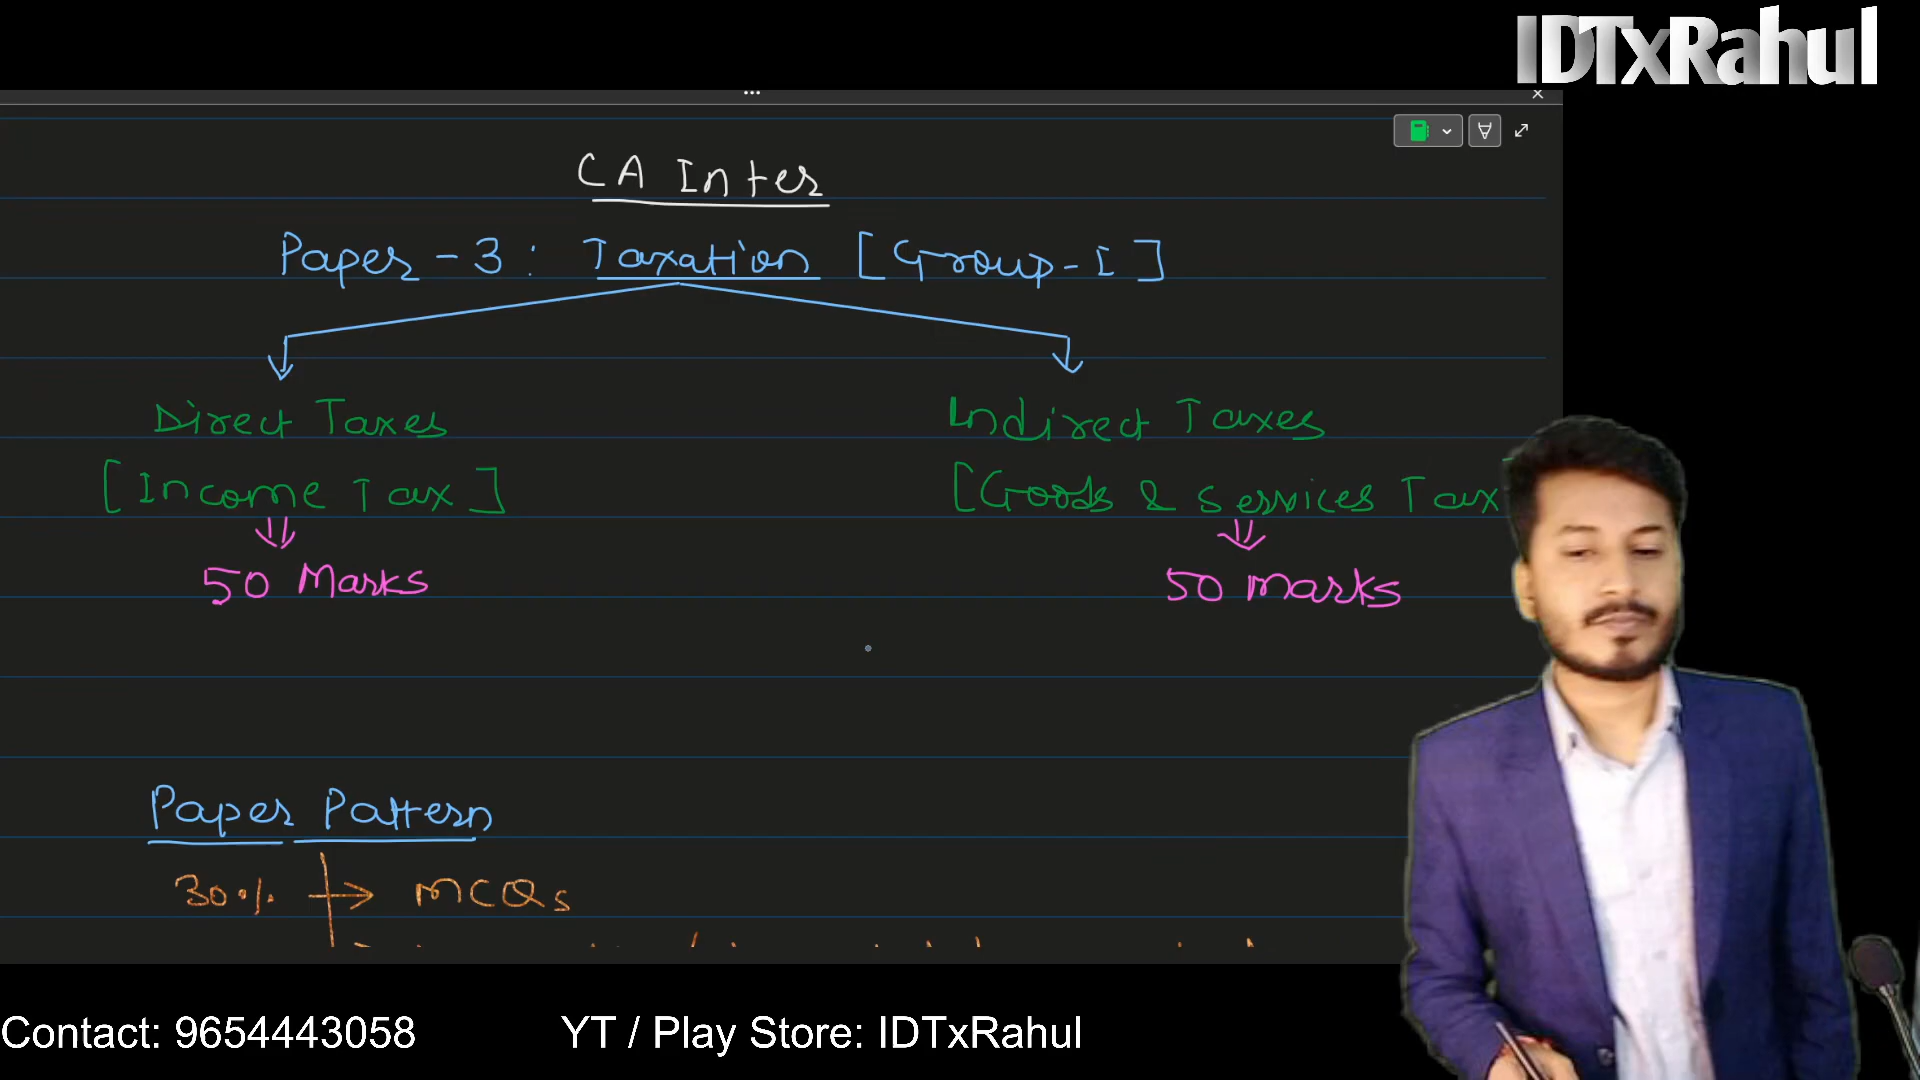 IDTxRahul
CA Inter
Paper - 3 : Taxation [Group-I]
Direct Taxes
Indirect Taxes
[Income Tax]
[Goods & Services Tax
50 Marks
50 marks
Paper Pattern
30% → MCQs
Contact: 9654443058
YT / Play Store: IDTxRahul